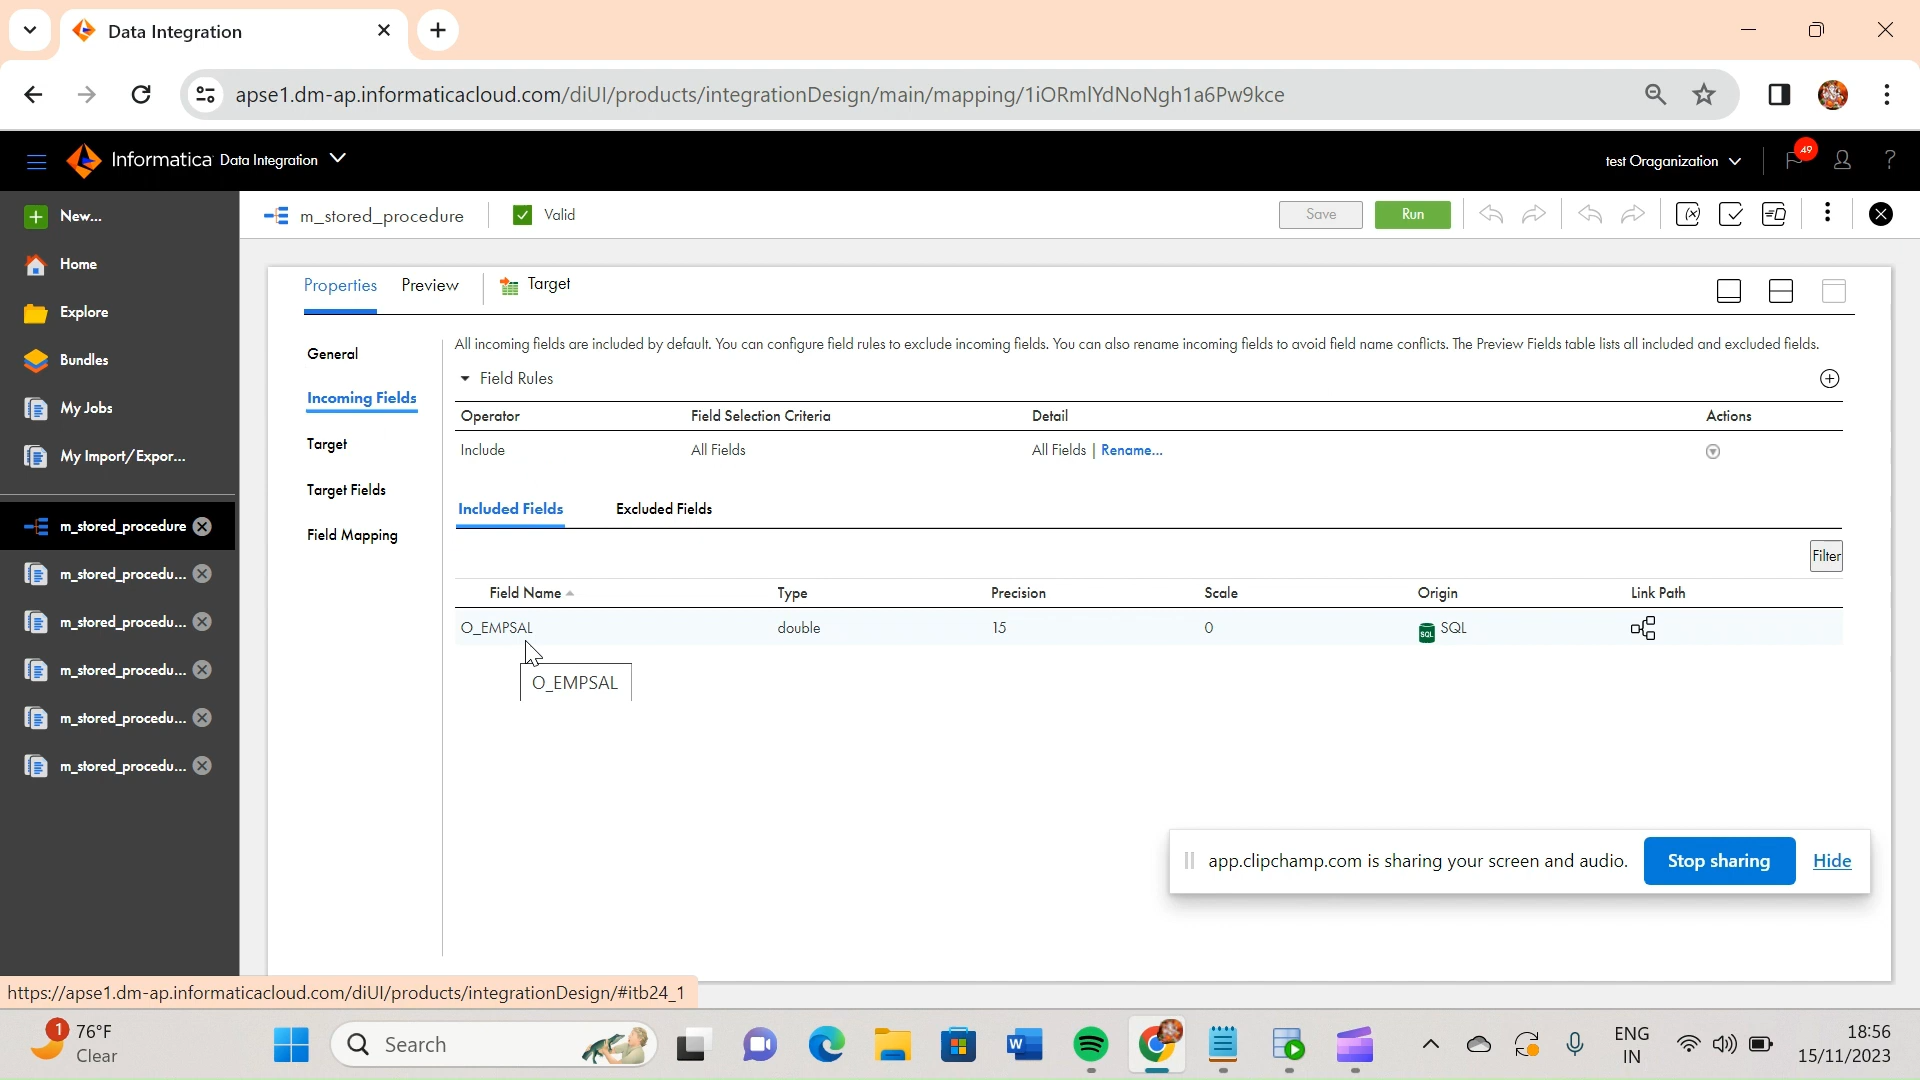 Data Integration
apse1.dm-ap.informaticacloud.com/diUI/products/integrationDesign/main/mapping/1iORmlYdNoNgh1a6Pw9kce
Informatica Data Integration
test Oraganization
49
?
New...
Home
Explore
Bundles
My Jobs
My Import/Expor...
m_stored_procedure
m_stored_procedu...
m_stored_procedu...
m_stored_procedu...
m_stored_procedu...
m_stored_procedu...
m_stored_procedure
Valid
Save
Run
Properties
Preview
Target
General
Incoming Fields
Target
Target Fields
Field Mapping
All incoming fields are included by default. You can configure field rules to exclude incoming fields. You can also rename incoming fields to avoid field name conflicts. The Preview Fields table lists all included and excluded fields.
Field Rules
Operator Field Selection Criteria Detail Actions
Include All Fields All Fields | Rename...
Included Fields Excluded Fields
Filter
Field Name Type Precision Scale Origin Link Path
O_EMPSAL double 15 0 SQL SQL
O_EMPSAL
app.clipchamp.com is sharing your screen and audio.
Stop sharing
Hide
https://apse1.dm-ap.informaticacloud.com/diUI/products/integrationDesign/#itb24_1
1
76°F
Clear
Search
W
ENG
IN
18:56
15/11/2023